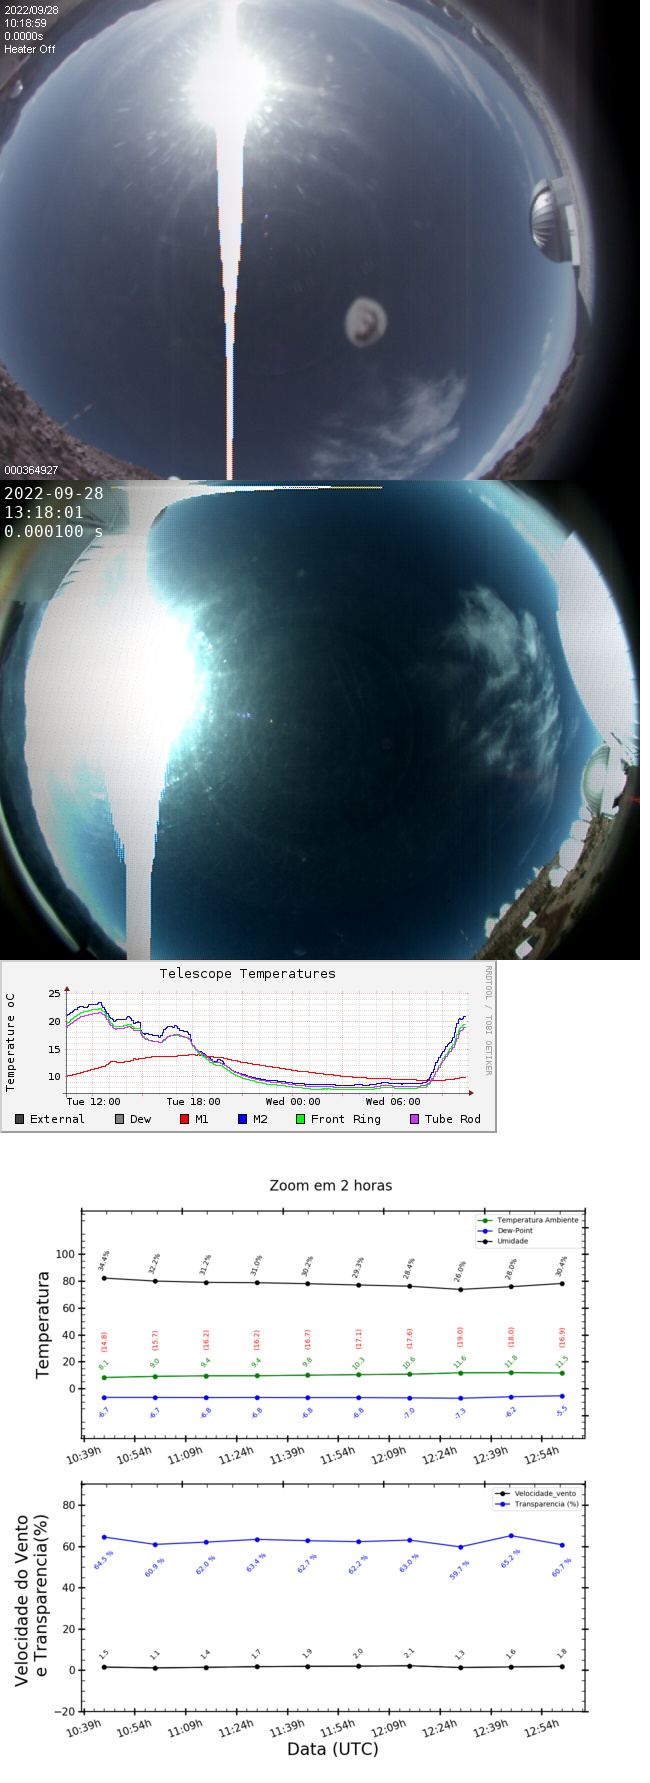 2022/09/28
10:18:59
0.0000s
Heater Off
000364927
2022-09-28
13:18:01
0.000100 s
Telescope Temperatures
RRDTOOL / TOBI OETIKER
Temperature oC
25
20
15
10
Tue 12:00 Tue 18:00 Wed 00:00 Wed 06:00
External Dew M1 M2 Front Ring Tube Rod
Zoom em 2 horas
Temperatura Ambiente
Dew-Point
Umidade
Temperatura
100
80
60
40
20
0
34.4% 32.2% 31.2% 31.0% 30.2% 29.3% 28.4% 26.0% 28.0% 30.4%
(14.8) (15.7) (16.2) (16.2) (16.7) (17.1) (17.6) (19.0) (18.0) (16.9)
8.1 9.0 9.4 9.4 9.8 10.3 10.6 11.6 11.8 11.5
-6.7 -6.7 -6.8 -6.8 -6.8 -6.8 -7.0 -7.3 -6.2 -5.5
10:39h 10:54h 11:09h 11:24h 11:39h 11:54h 12:09h 12:24h 12:39h 12:54h
Velocidade_vento
Transparencia (%)
Velocidade do Vento
e Transparencia(%)
80
60
40
20
0
−20
64.5 % 60.9 % 62.0 % 63.4 % 62.7 % 62.2 % 63.0 % 59.7 % 65.2 % 60.7 %
1.5 1.1 1.4 1.7 1.9 2.0 2.1 1.3 1.6 1.8
10:39h 10:54h 11:09h 11:24h 11:39h 11:54h 12:09h 12:24h 12:39h 12:54h
Data (UTC)